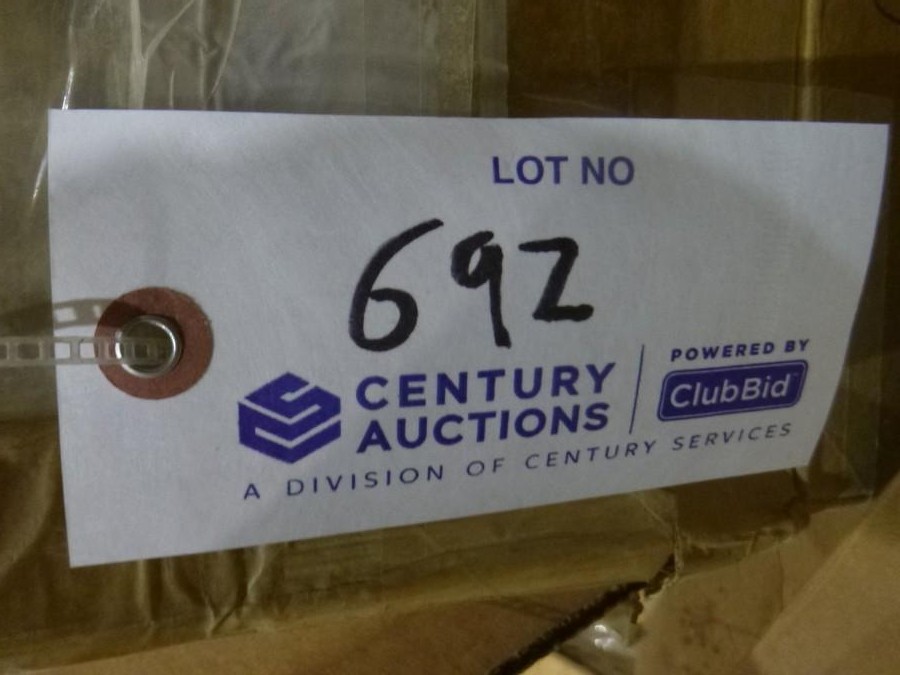 LOT NO
692
CENTURY
AUCTIONS
POWERED BY
ClubBid
A DIVISION OF CENTURY SERVICES